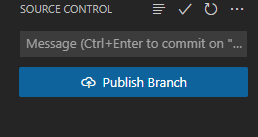 SOURCE CONTROL
Message (Ctrl+Enter to commit on "...
Publish Branch